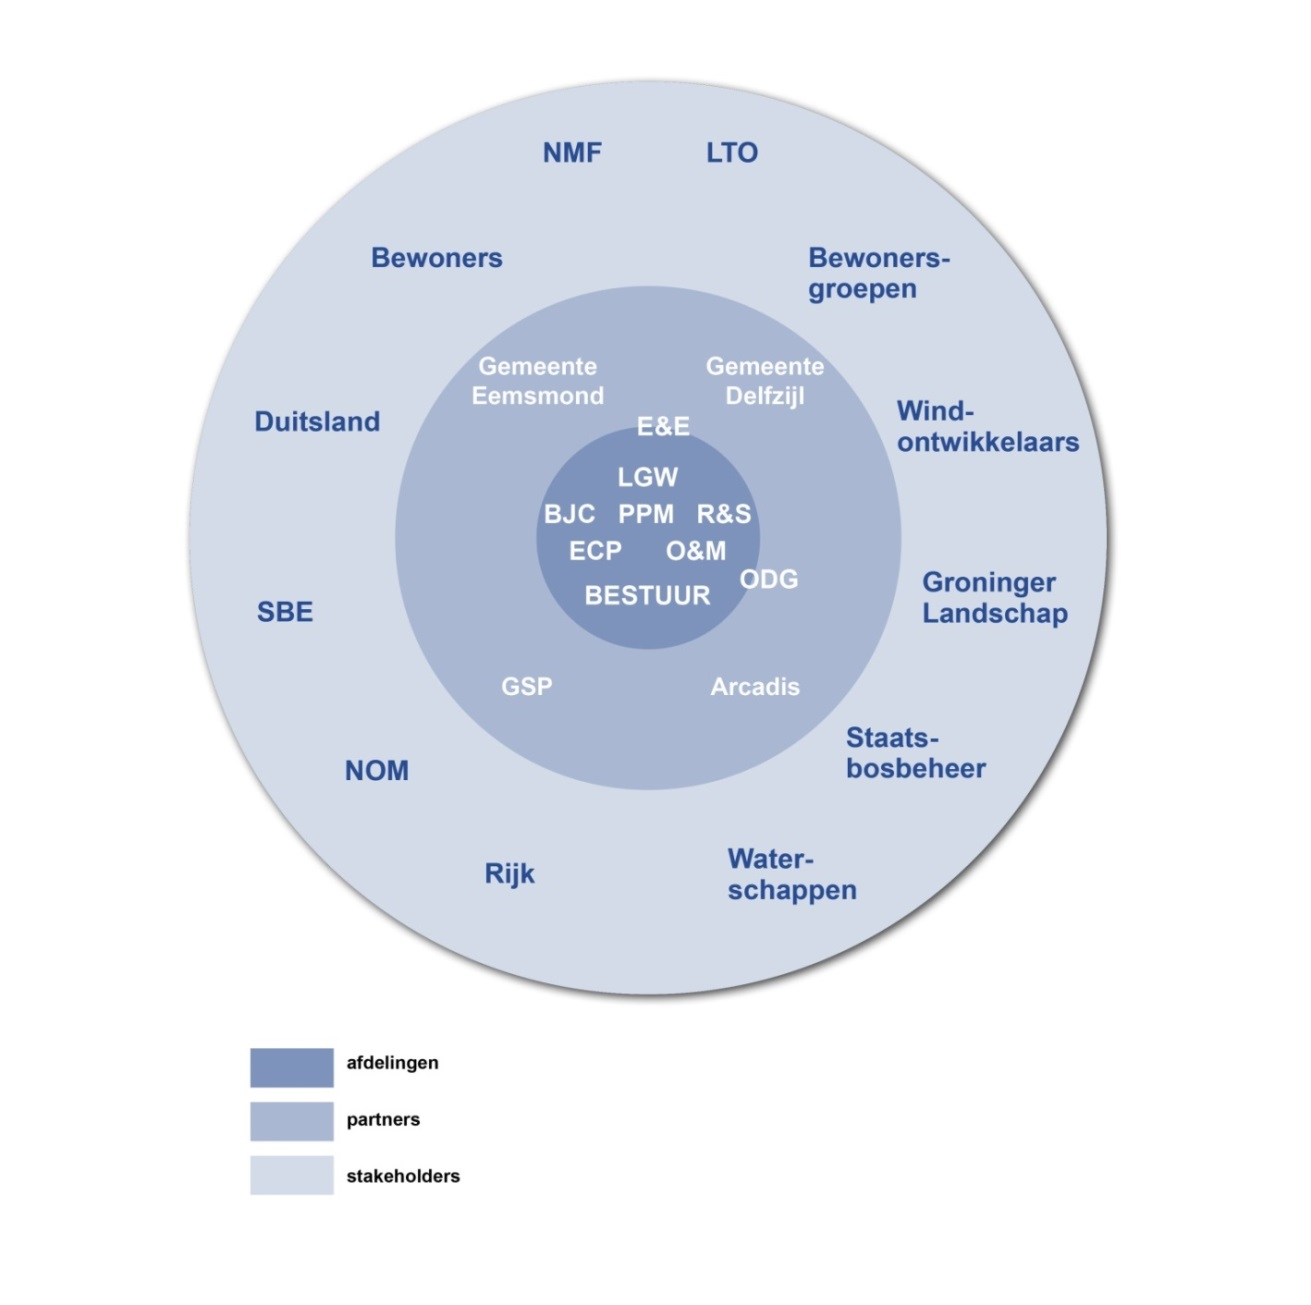 NMF LTO
Bewoners
Bewoners-
groepen
Gemeente
Eemsmond
Gemeente
Delfzijl
Duitsland
Wind-
ontwikkelaars
E&E
LGW
BJC PPM R&S
ECP O&M
ODG
BESTUUR
SBE
Groninger
Landschap
GSP
Arcadis
Staats-
bosbeheer
NOM
Rijk
Water-
schappen
afdelingen
partners
stakeholders